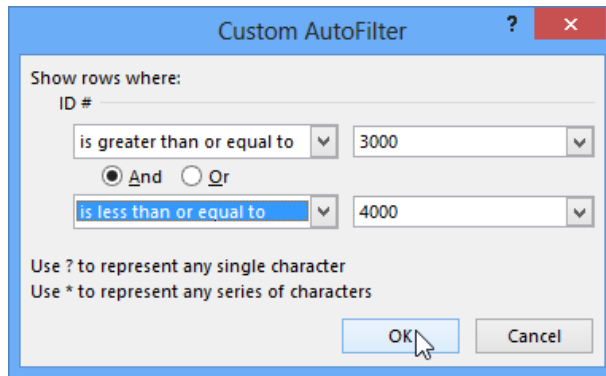 Custom AutoFilter ? ×
Show rows where:
ID #
is greater than or equal to 3000
And Or
is less than or equal to 4000
Use ? to represent any single character
Use * to represent any series of characters
OK Cancel